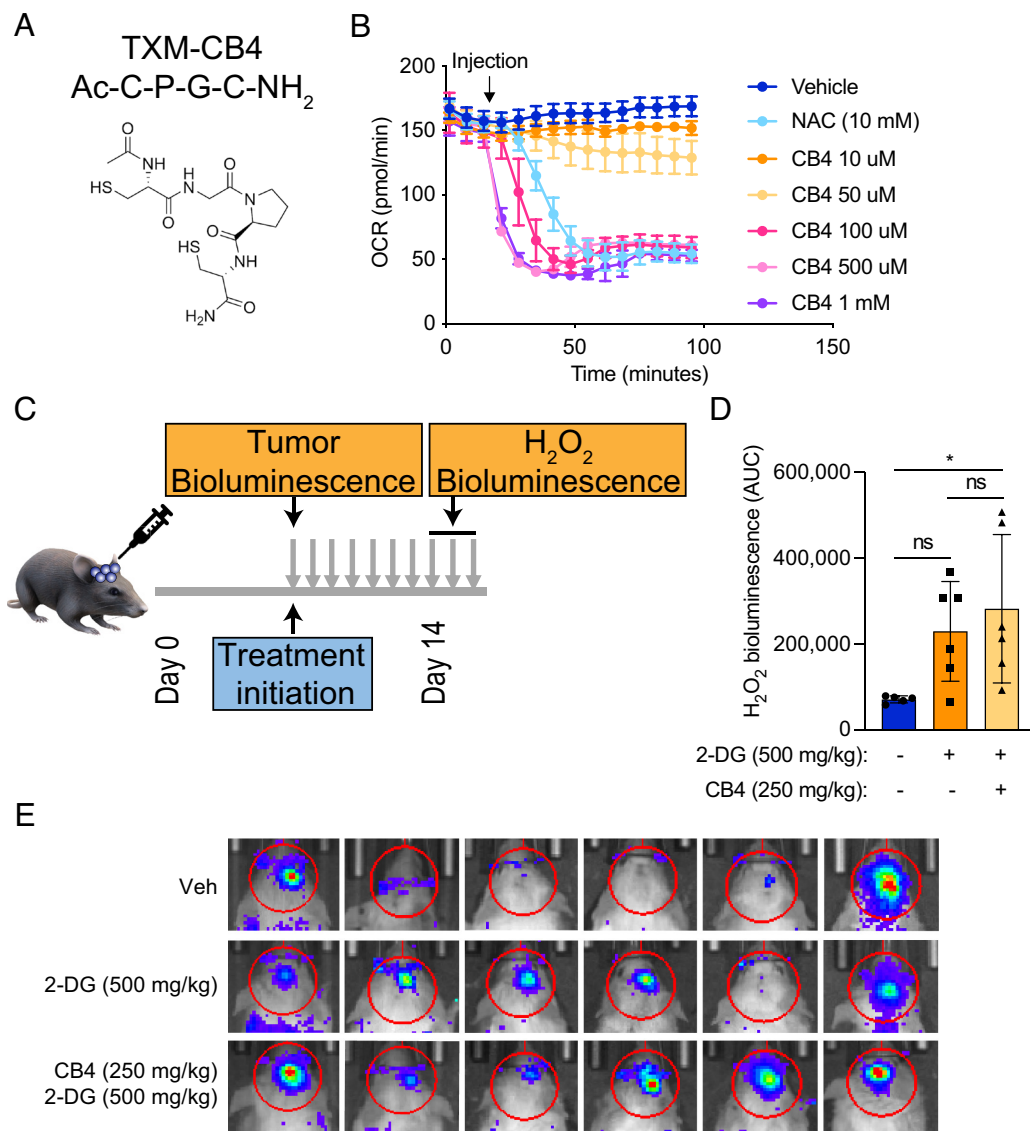 A
TXM-CB4
Ac-C-P-G-C-NH2
O
NH
HS
O
H
N
O
N
HS
O
NH
H2N
O
B
Injection
OCR (pmol/min)
200
150
100
50
0
0
50
100
150
Time (minutes)
Vehicle
NAC (10 mM)
CB4 10 uM
CB4 50 uM
CB4 100 uM
CB4 500 uM
CB4 1 mM
C
Tumor
Bioluminescence
H2O2
Bioluminescence
Day 0
Treatment
initiation
Day 14
D
H2O2 bioluminescence (AUC)
600,000
400,000
200,000
0
*
ns
ns
2-DG (500 mg/kg): - + +
CB4 (250 mg/kg): - - +
E
Veh
2-DG (500 mg/kg)
CB4 (250 mg/kg)
2-DG (500 mg/kg)